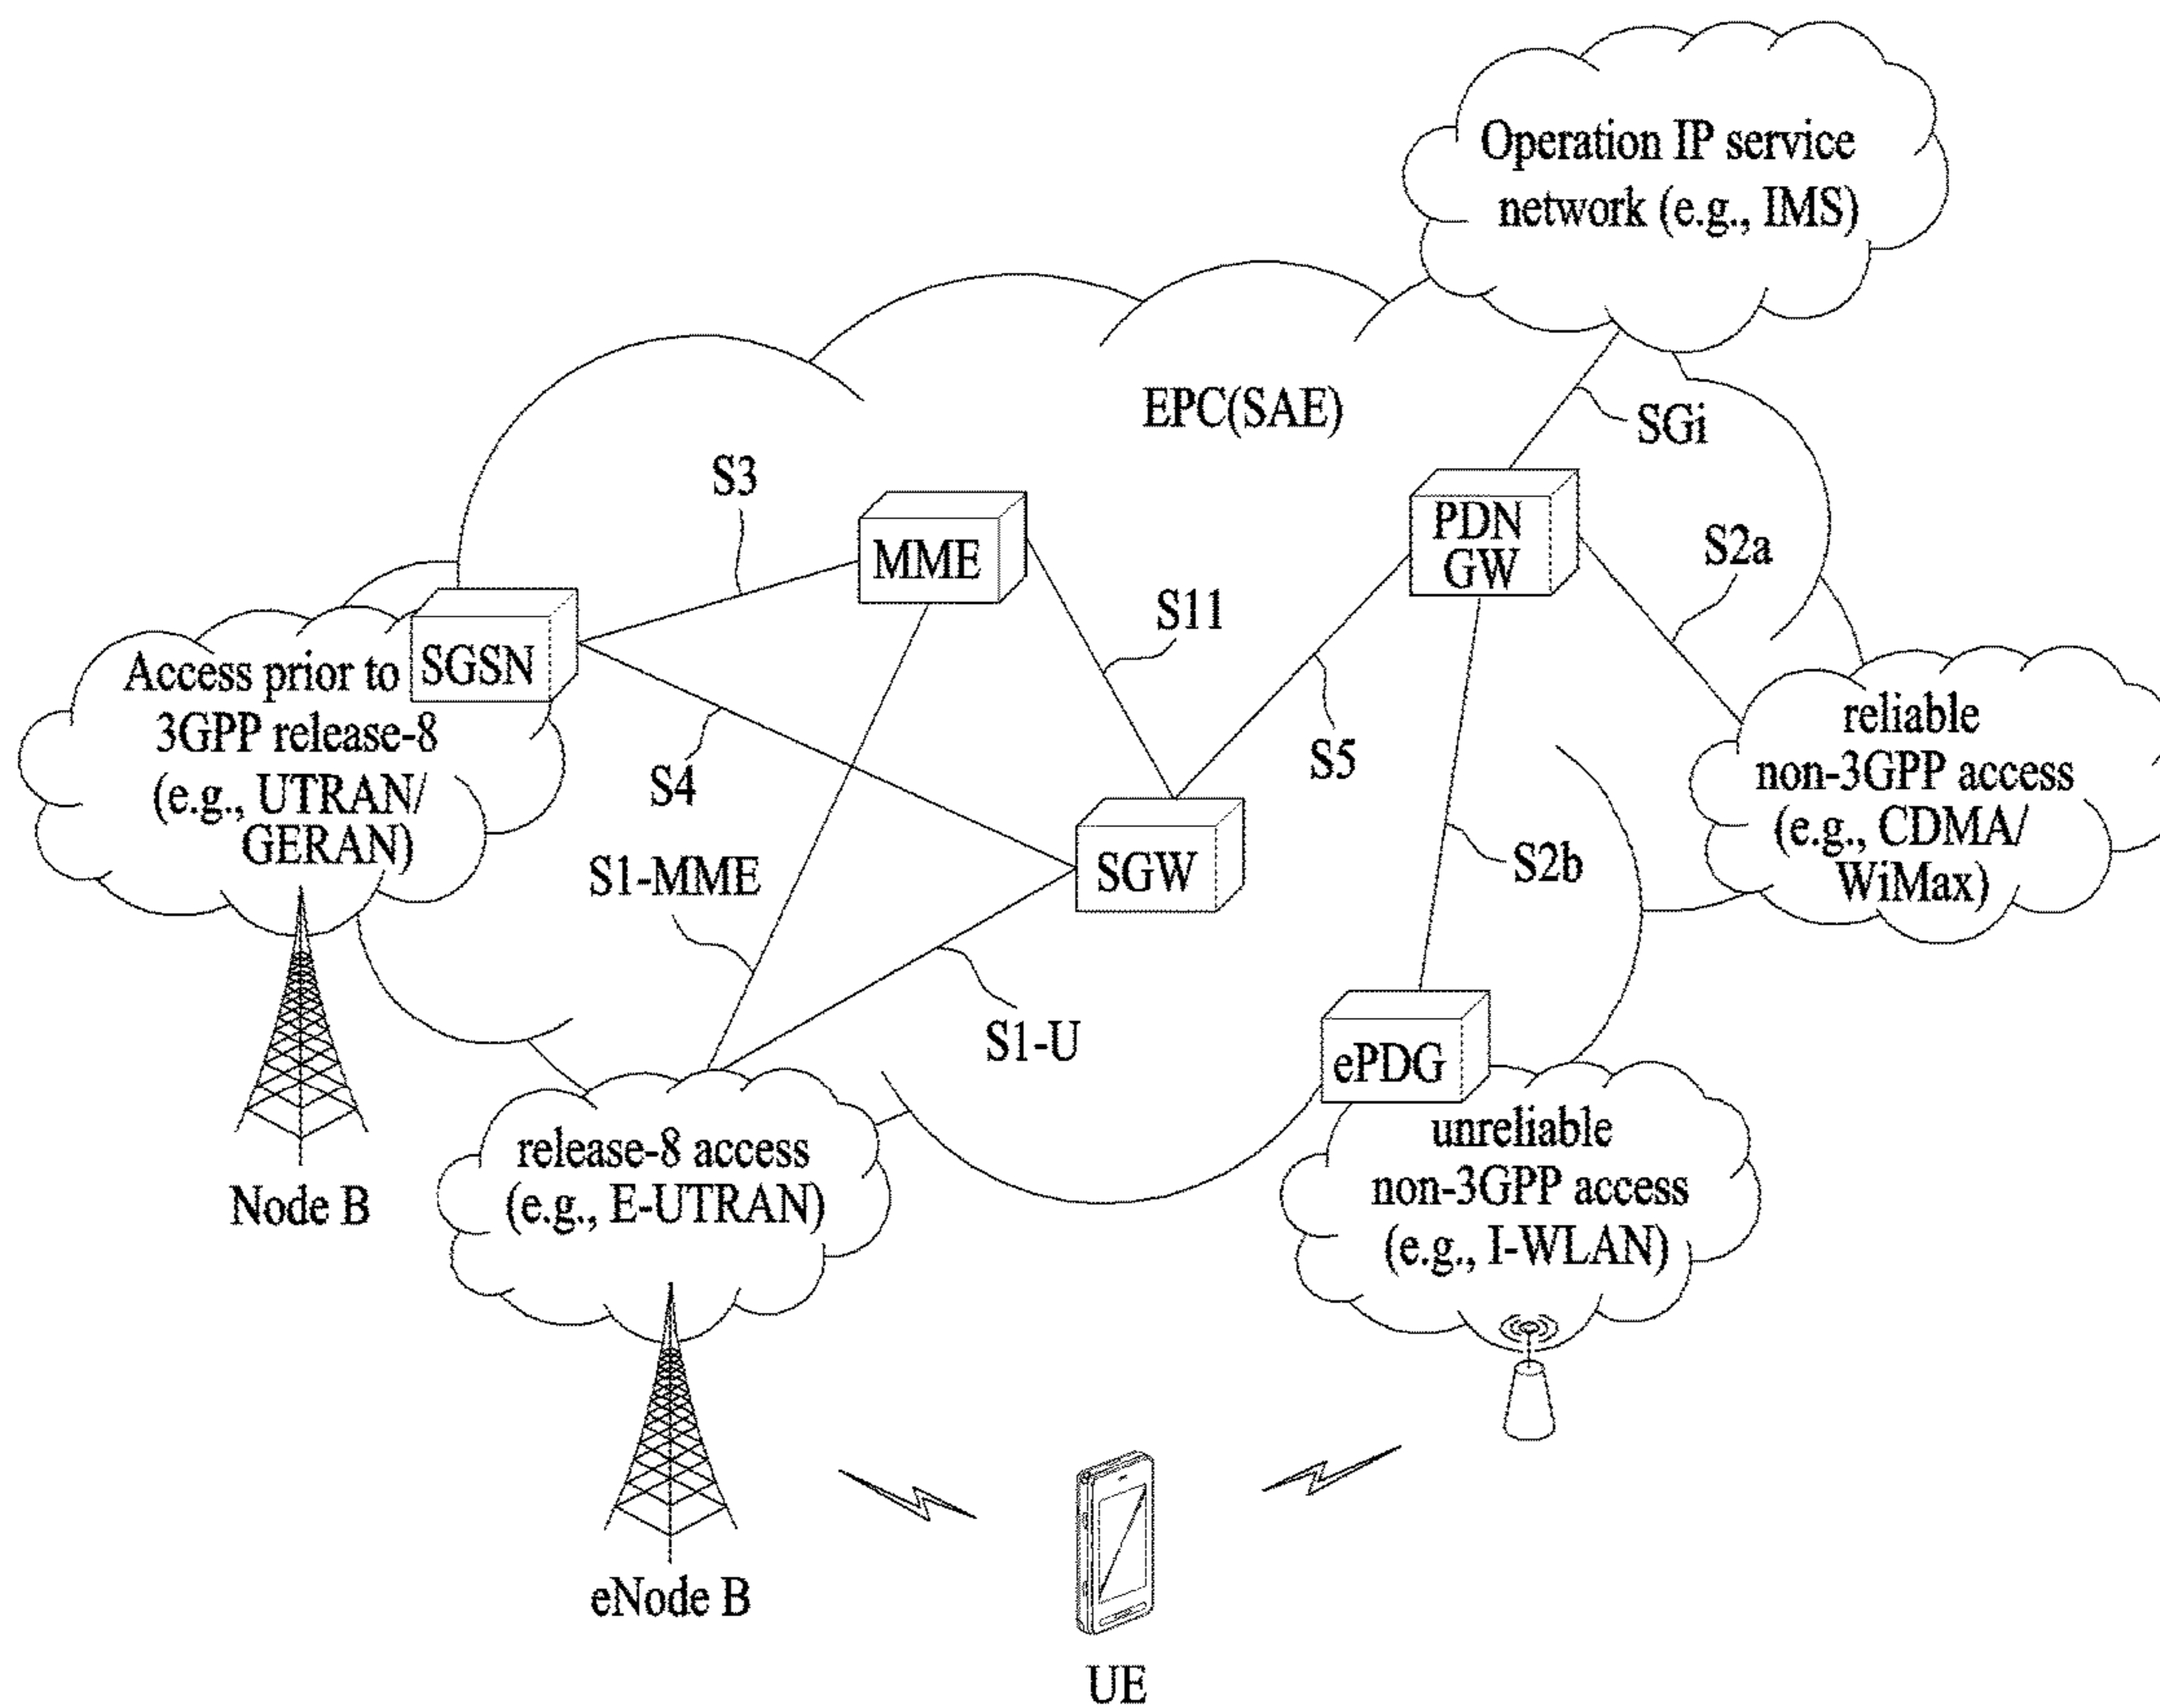 Operation IP service
network (e.g., IMS)
EPC(SAE)
SGi
S3
MME
PDN
GW
S2a
S11
SGSN
Access prior to
3GPP release-8
(e.g., UTRAN/
GERAN)
S4
S5
reliable
non-3GPP access
(e.g., CDMA/
WiMax)
S1-MME
SGW
S2b
S1-U
ePDG
unreliable
non-3GPP access
(e.g., I-WLAN)
release-8 access
(e.g., E-UTRAN)
Node B
eNode B
UE